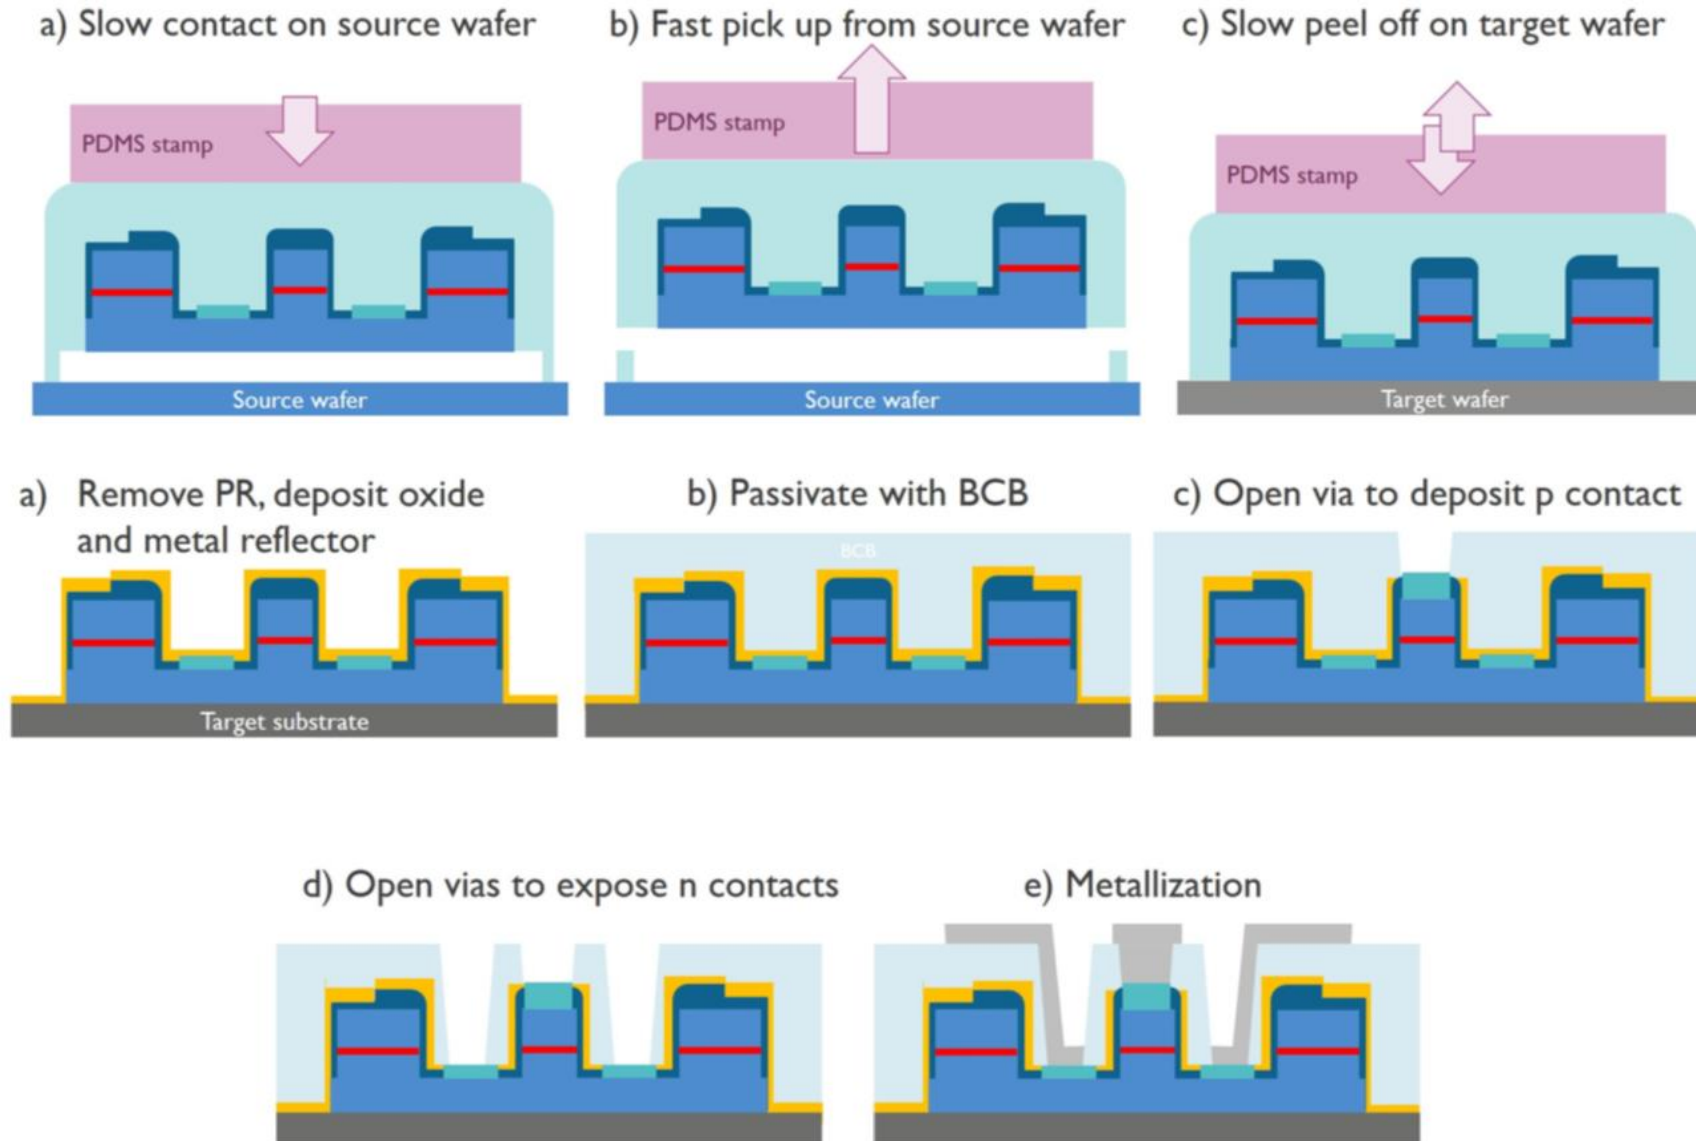 a) Slow contact on source wafer
b) Fast pick up from source wafer
c) Slow peel off on target wafer
PDMS stamp
PDMS stamp
PDMS stamp
Source wafer
Source wafer
Target wafer
a) Remove PR, deposit oxide
and metal reflector
b) Passivate with BCB
c) Open via to deposit p contact
BCB
Target substrate
d) Open vias to expose n contacts
e) Metallization